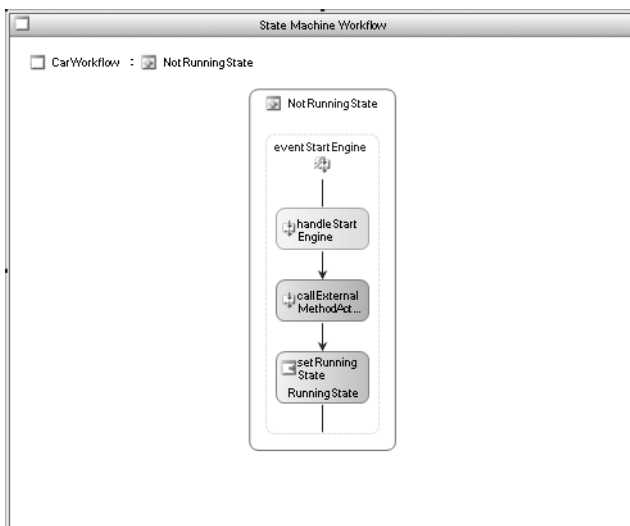 State Machine Workflow
CarWorkflow : NotRunningState
NotRunningState
eventStartEngine
handleStart
Engine
callExternal
MethodAct...
setRunning
State
RunningState